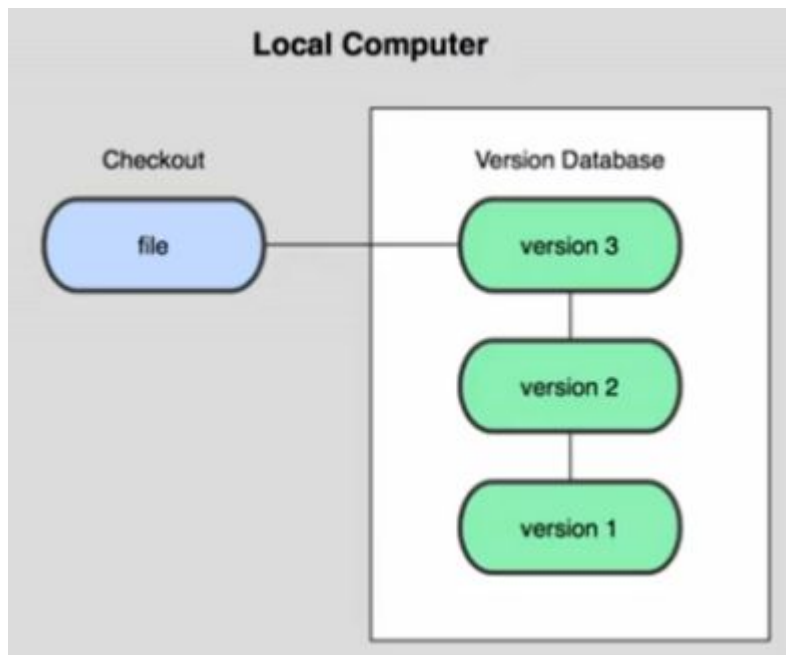 Local Computer
Checkout
Version Database
file
version 3
version 2
version 1